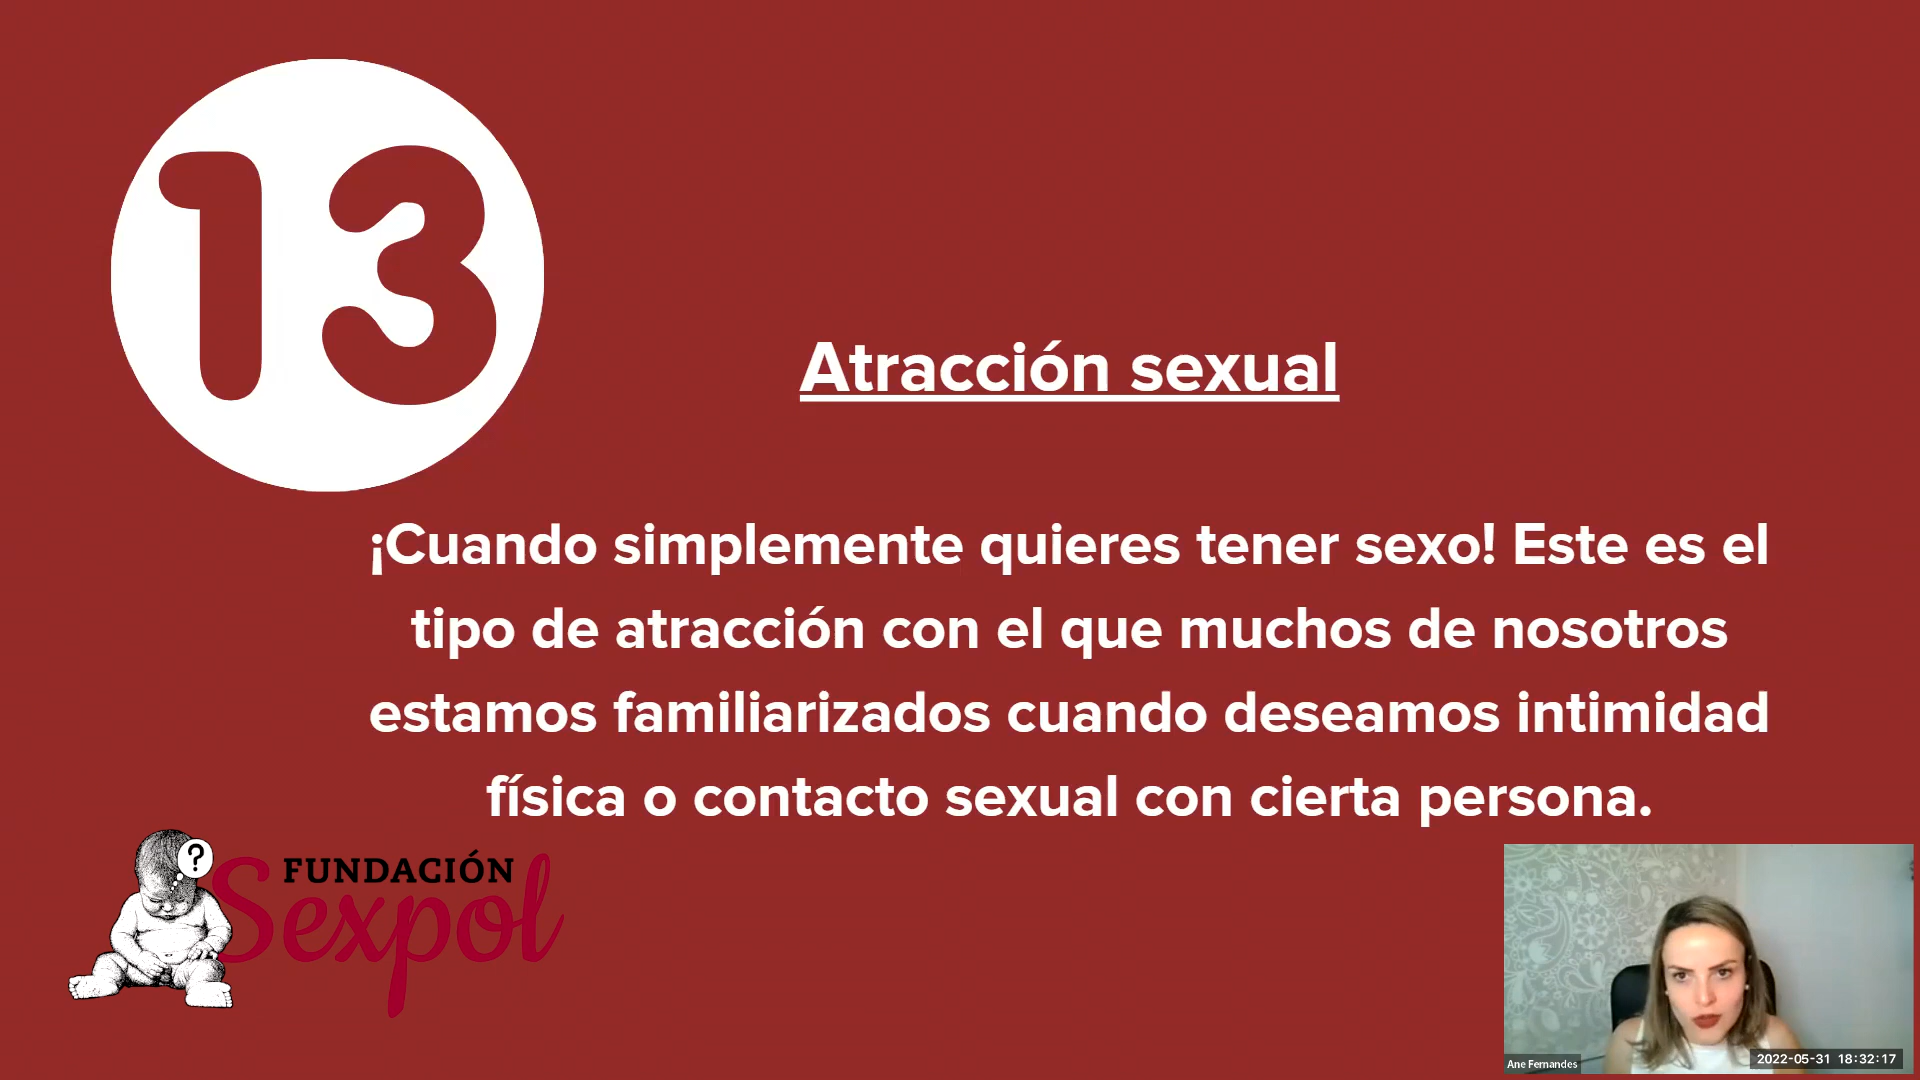 13
Atracción sexual
¡Cuando simplemente quieres tener sexo! Este es el
tipo de atracción con el que muchos de nosotros
estamos familiarizados cuando deseamos intimidad
física o contacto sexual con cierta persona.
?
FUNDACIÓN
Sexpol
Ane Fernandes
2022-05-31 18:32:17